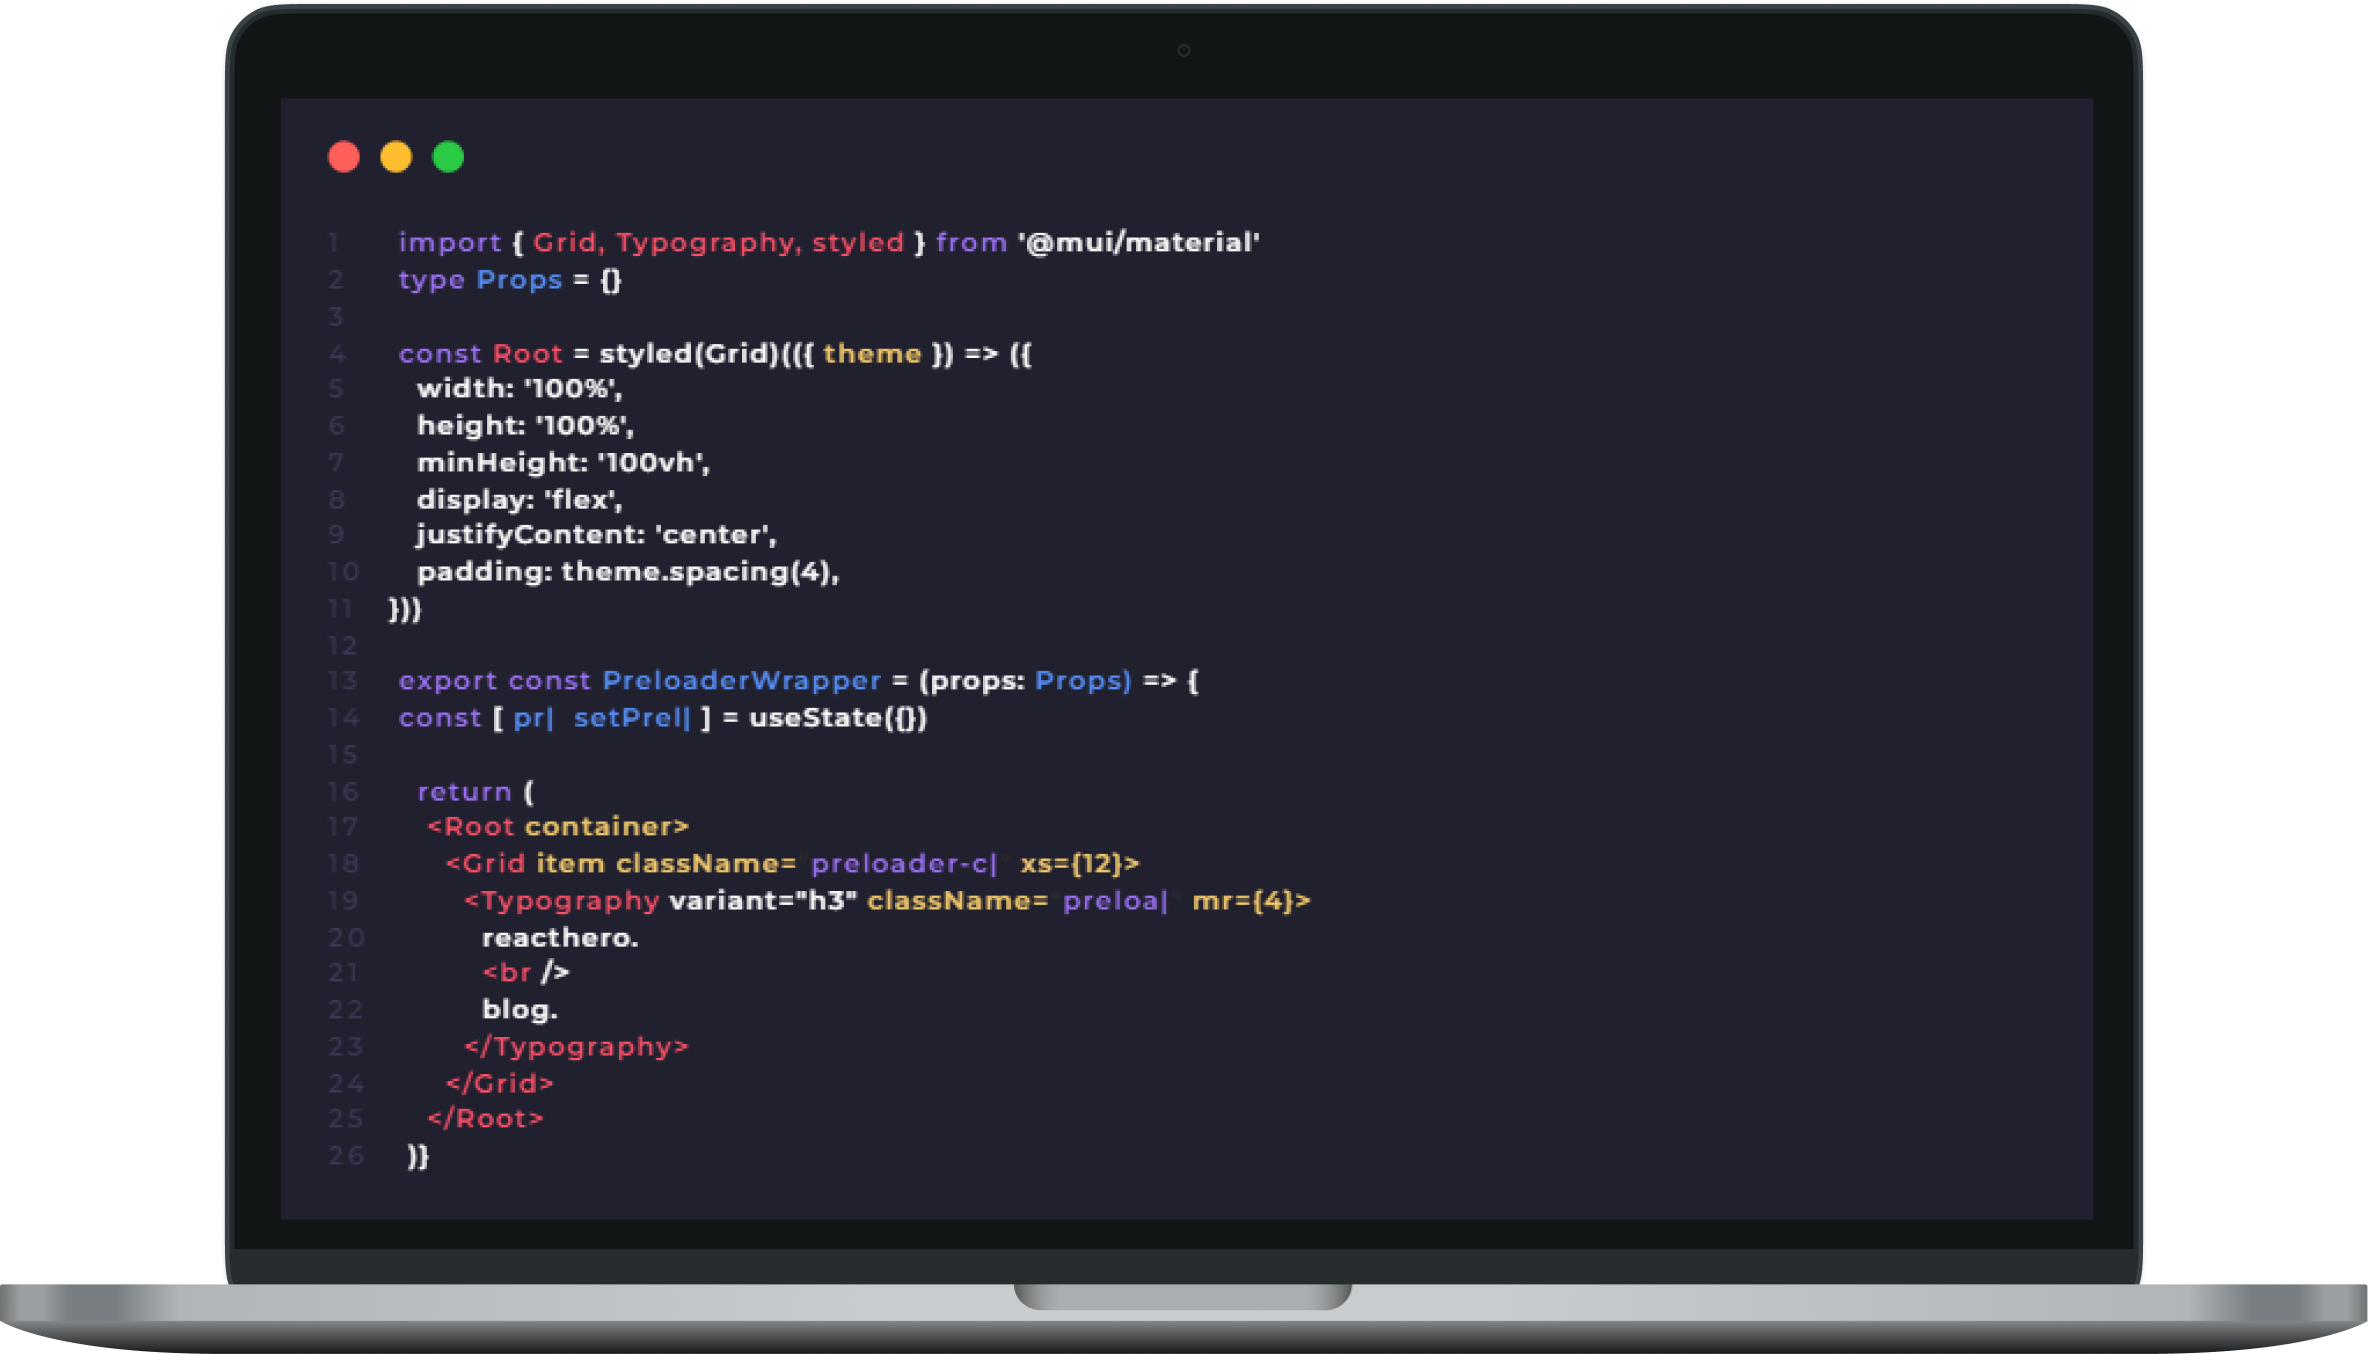 1 import { Grid, Typography, styled } from '@mui/material'
2 type Props = {}
3
4 const Root = styled(Grid)(({ theme }) => ({
5 width: '100%',
6 height: '100%',
7 minHeight: '100vh',
8 display: 'flex',
9 justifyContent: 'center',
10 padding: theme.spacing(4),
11 }))
12
13 export const PreloaderWrapper = (props: Props) => {
14 const [ pr| setPrel| ] = useState({})
15
16 return (
17 <Root container>
18 <Grid item className="preloader-c|" xs={12}>
19 <Typography variant="h3" className="preloa|" mr={4}>
20 reacthero.
21 <br />
22 blog.
23 </Typography>
24 </Grid>
25 </Root>
26 )}